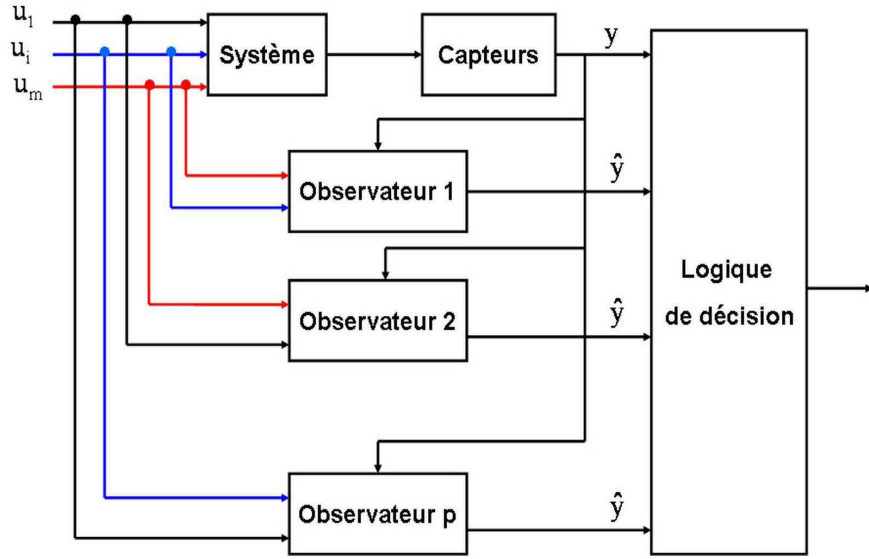 u₁
uᵢ
uₘ
Système
Capteurs
y
Observateur 1
ŷ
Observateur 2
ŷ
Logique
de décision
Observateur p
ŷ